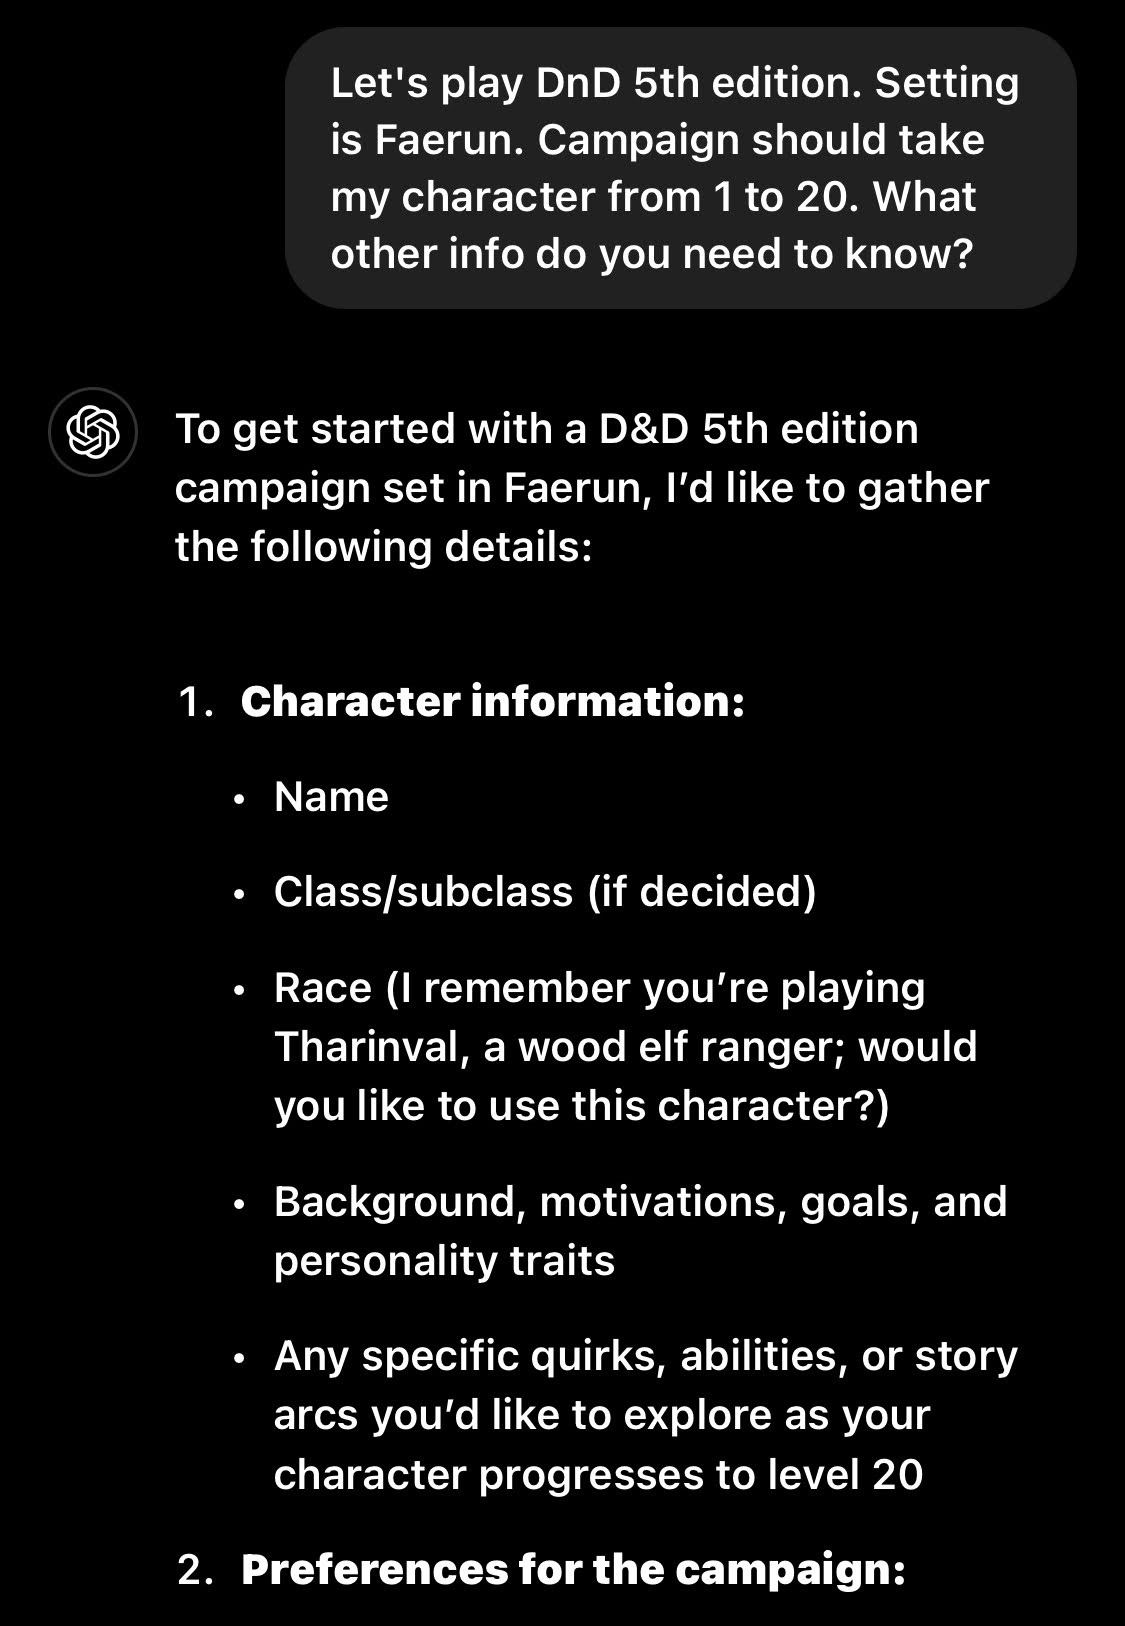 Let's play DnD 5th edition. Setting
is Faerun. Campaign should take
my character from 1 to 20. What
other info do you need to know?
To get started with a D&D 5th edition
campaign set in Faerun, I’d like to gather
the following details:
1. Character information:
• Name
• Class/subclass (if decided)
• Race (I remember you’re playing
Tharinval, a wood elf ranger; would
you like to use this character?)
• Background, motivations, goals, and
personality traits
• Any specific quirks, abilities, or story
arcs you’d like to explore as your
character progresses to level 20
2. Preferences for the campaign: